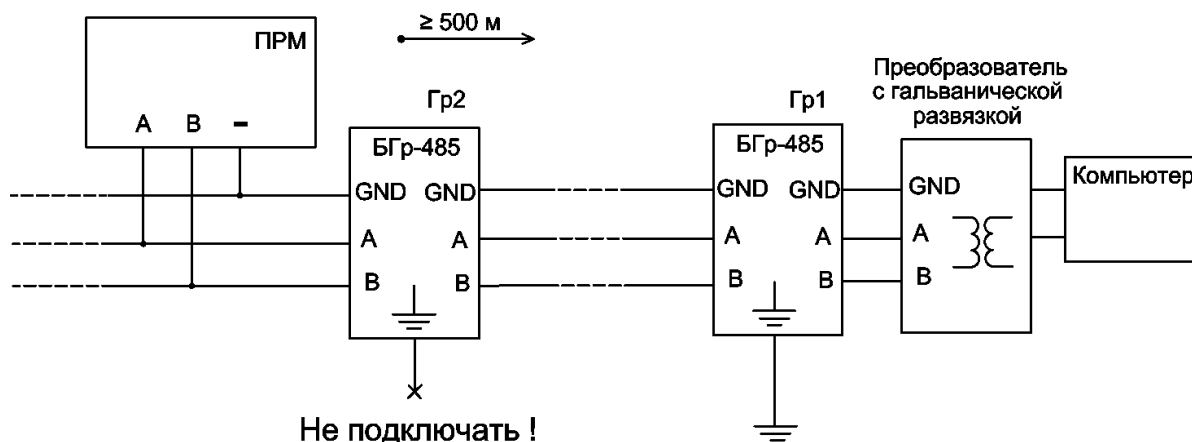 ≥ 500 м
ПРМ
A B –
Гр2
БГр-485
GND GND
A A
B B
Не подключать !
Гр1
БГр-485
GND GND
A A
B B
Преобразователь
с гальванической
развязкой
GND
A
B
Компьютер